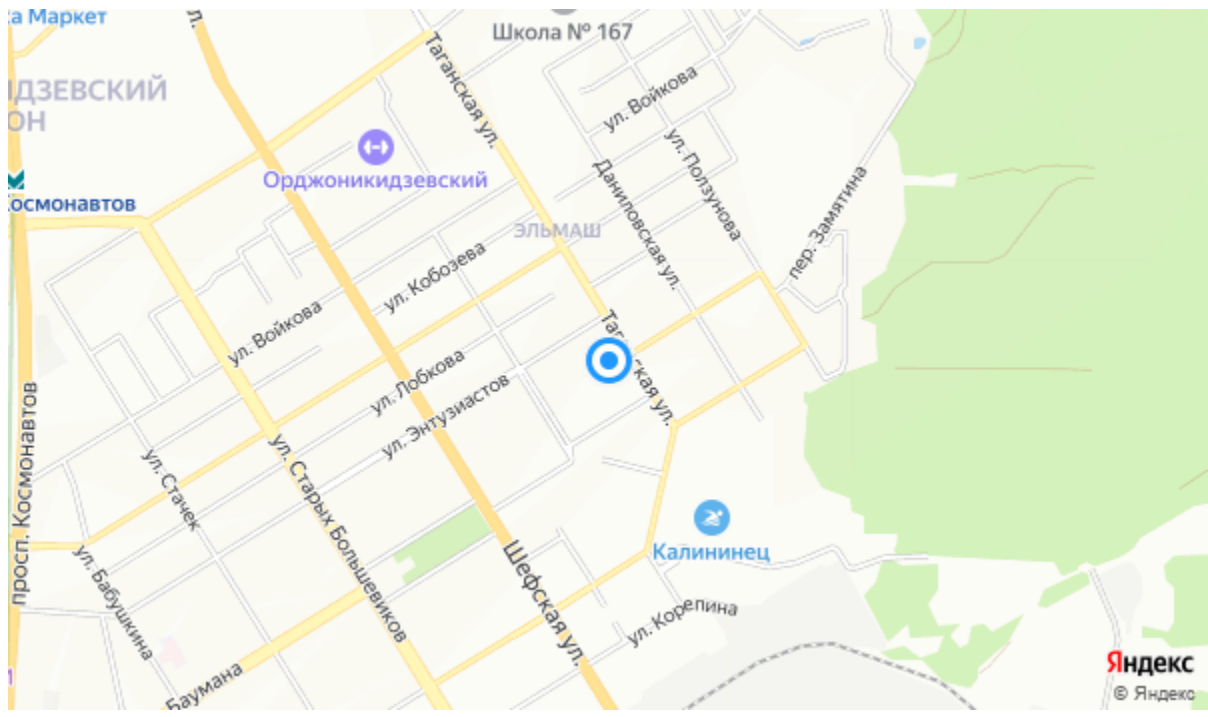 ка Маркет
ул.
Школа № 167
Таганская ул.
ул. Войкова
ИДЗЕВСКИЙ
ОН
Орджоникидзевский
ул. Ползунова
Даниловская ул.
Космонавтов
ЭЛЬМАШ
пер. Замятина
ул. Кобозева
ул. Войкова
Таганская ул.
ул. Лобкова
ул. Энтузиастов
просп. Космонавтов
ул. Стачек
ул. Старых Большевиков
Калининец
ул. Бабушкина
Шефская ул.
ул. Корепина
Баумана
Яндекс
© Яндекс